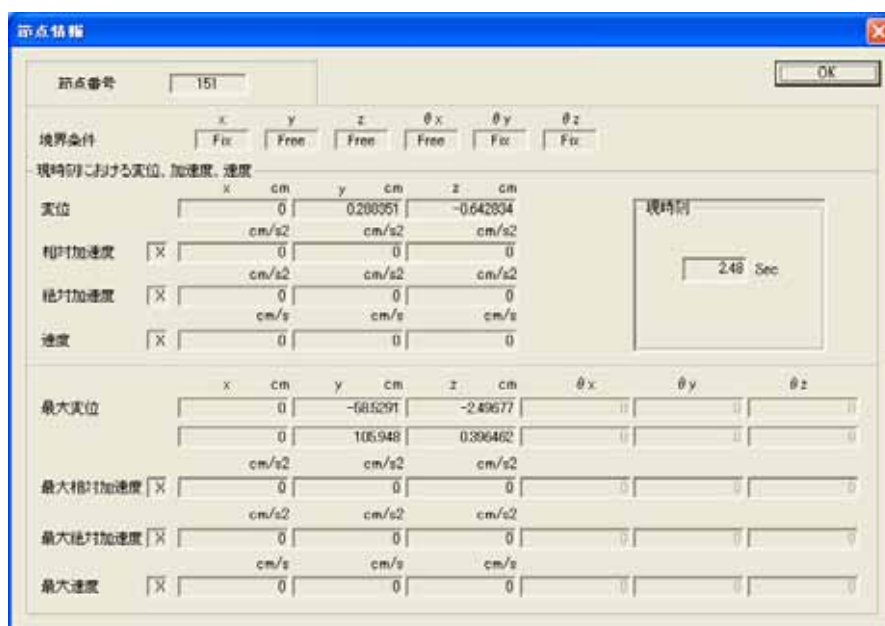 節点情報
OK
節点番号 151
x y z θx θy θz
境界条件 Fix Free Free Free Fix Fix
現時刻における変位、加速度、速度
x cm y cm z cm
変位 0 0.280351 -0.642834
現時刻
2.48 Sec
cm/s2 cm/s2 cm/s2
相対加速度 X 0 0 0
cm/s2 cm/s2 cm/s2
絶対加速度 X 0 0 0
cm/s cm/s cm/s
速度 X 0 0 0
x cm y cm z cm θx θy θz
最大変位 0 -58.5291 -2.49677 0 0 0
0 105.948 0.396462 0 0 0
cm/s2 cm/s2 cm/s2
最大相対加速度 X 0 0 0 0 0 0
cm/s2 cm/s2 cm/s2
最大絶対加速度 X 0 0 0 0 0 0
cm/s cm/s cm/s
最大速度 X 0 0 0 0 0 0